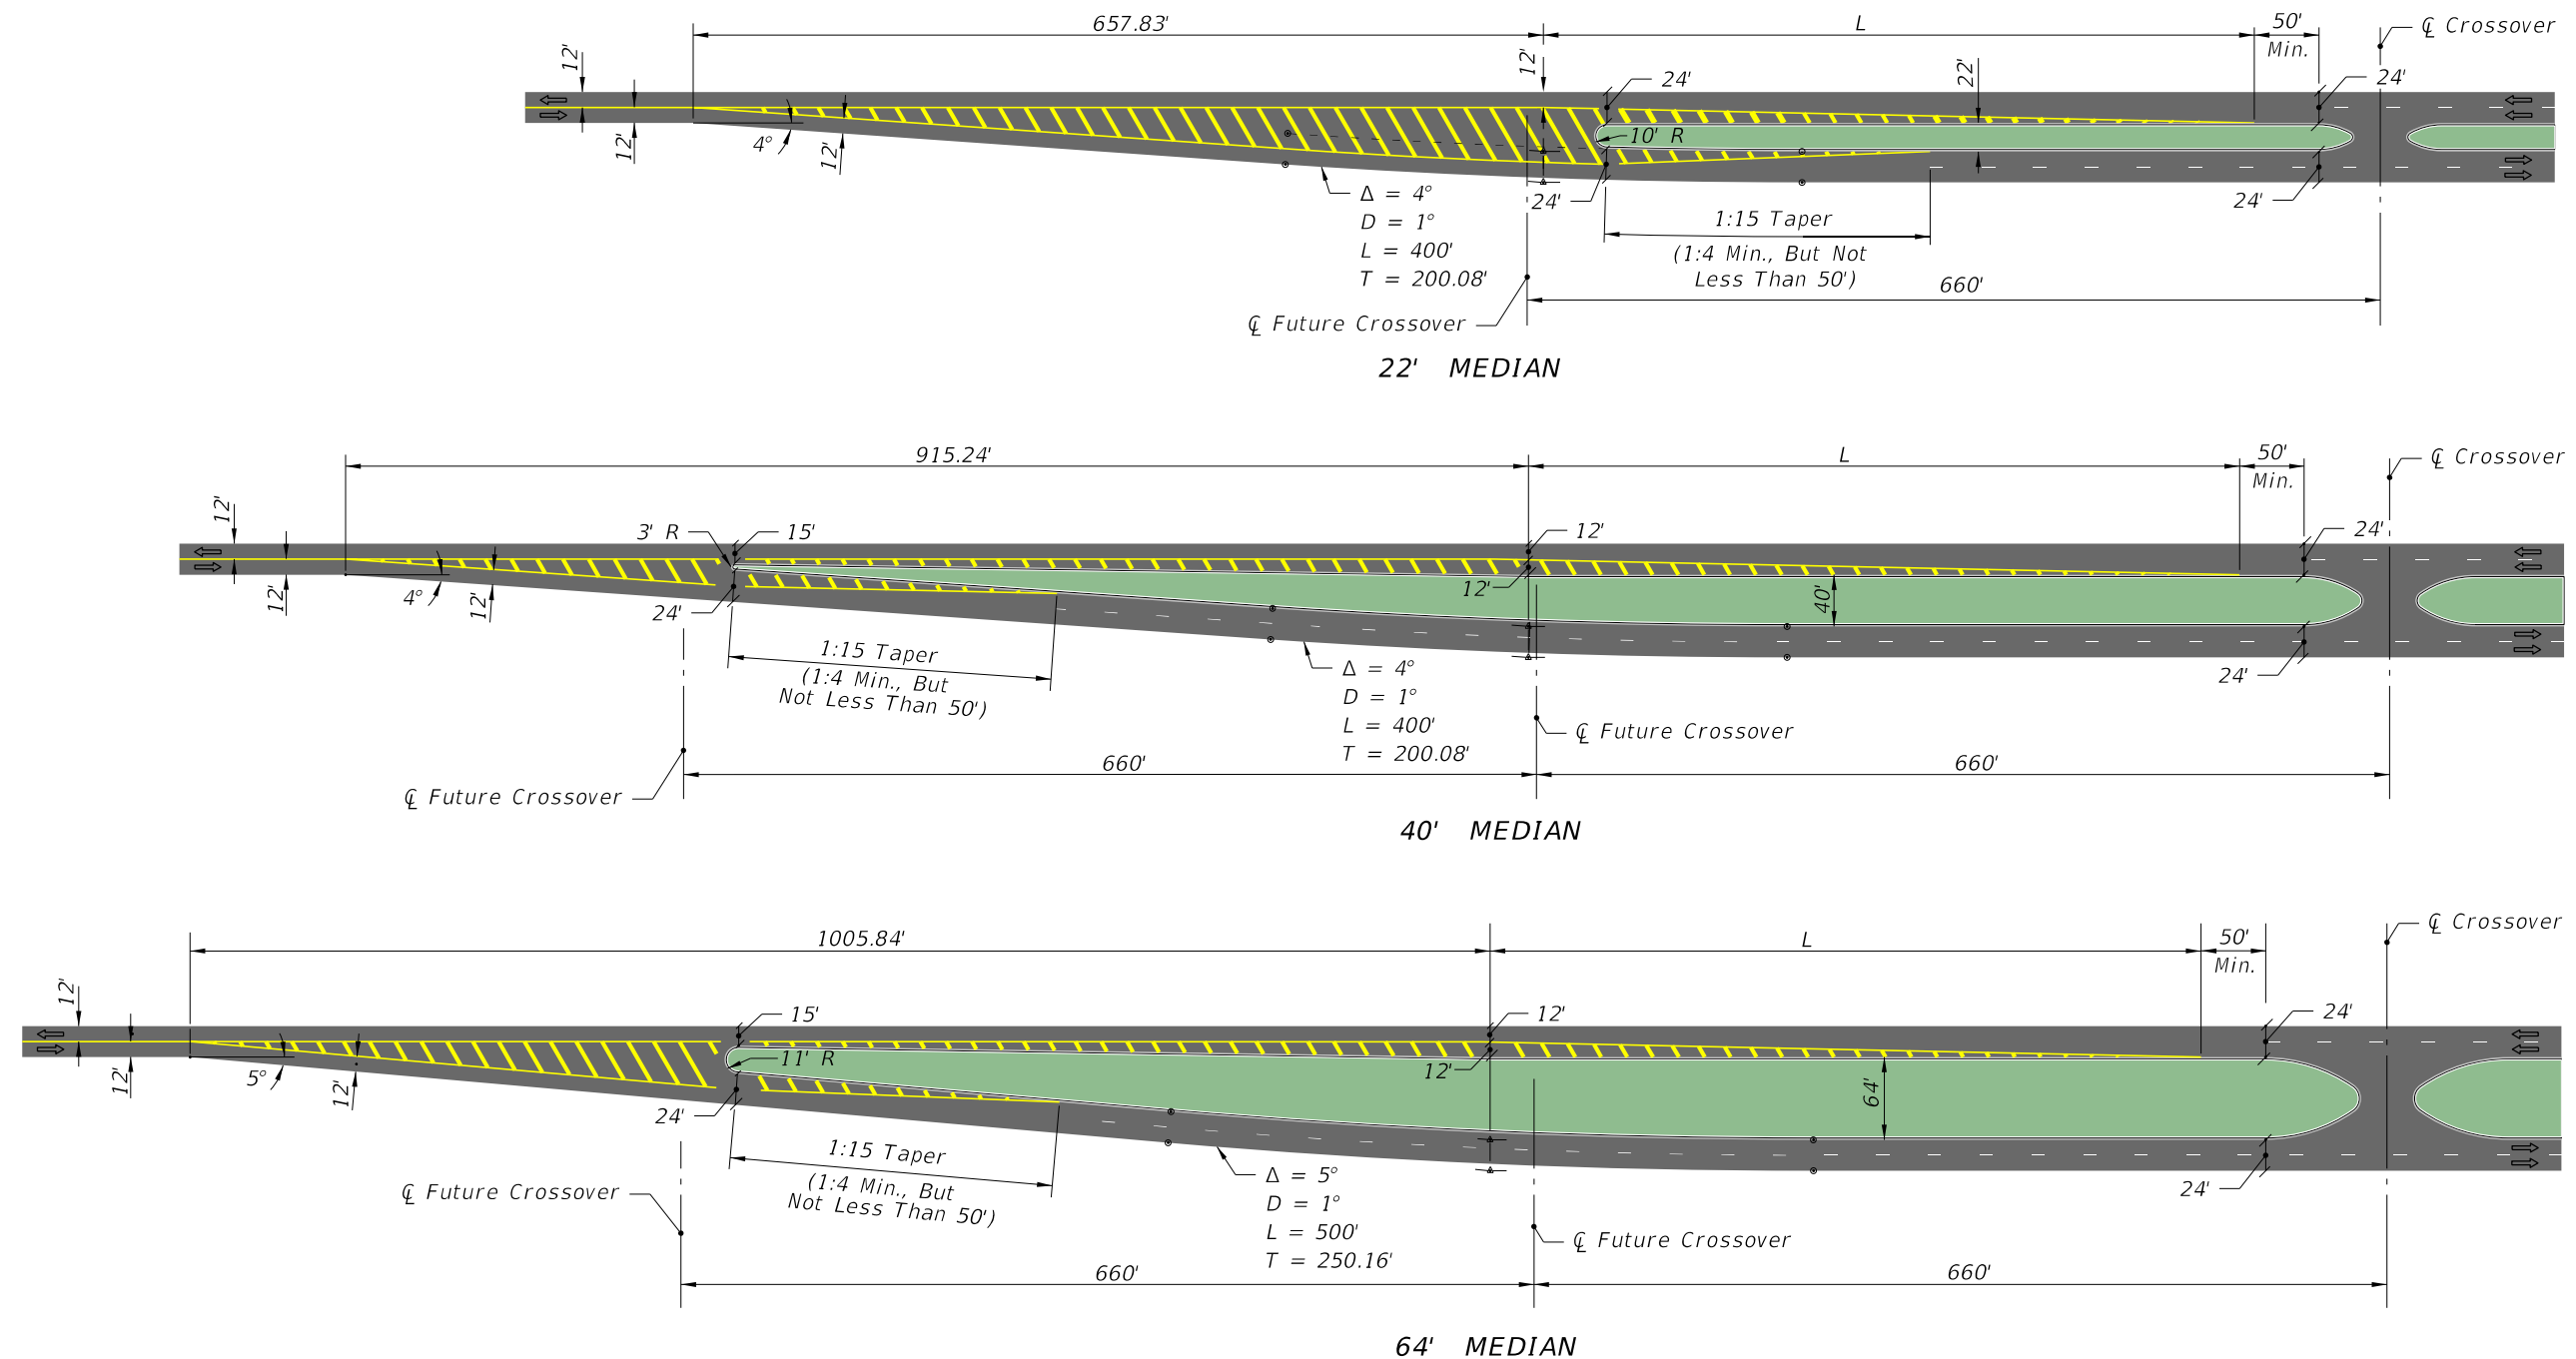 657.83'
L
50'
Min.
℄ Crossover
12'
12'
24'
22'
24'
12'
4°
12'
10' R
24'
24'
Δ = 4°
D = 1°
L = 400'
T = 200.08'
1:15 Taper
(1:4 Min., But Not
Less Than 50')
660'
℄ Future Crossover
22' MEDIAN
915.24'
L
50'
Min.
℄ Crossover
12'
3' R
15'
12'
24'
12'
4°
12'
24'
12'
40'
1:15 Taper
(1:4 Min., But
Not Less Than 50')
Δ = 4°
D = 1°
L = 400'
T = 200.08'
24'
℄ Future Crossover
660'
660'
℄ Future Crossover
40' MEDIAN
1005.84'
L
50'
Min.
℄ Crossover
12'
15'
12'
24'
12'
5°
12'
11' R
24'
12'
64'
1:15 Taper
(1:4 Min., But
Not Less Than 50')
Δ = 5°
D = 1°
L = 500'
T = 250.16'
24'
℄ Future Crossover
℄ Future Crossover
660'
660'
64' MEDIAN